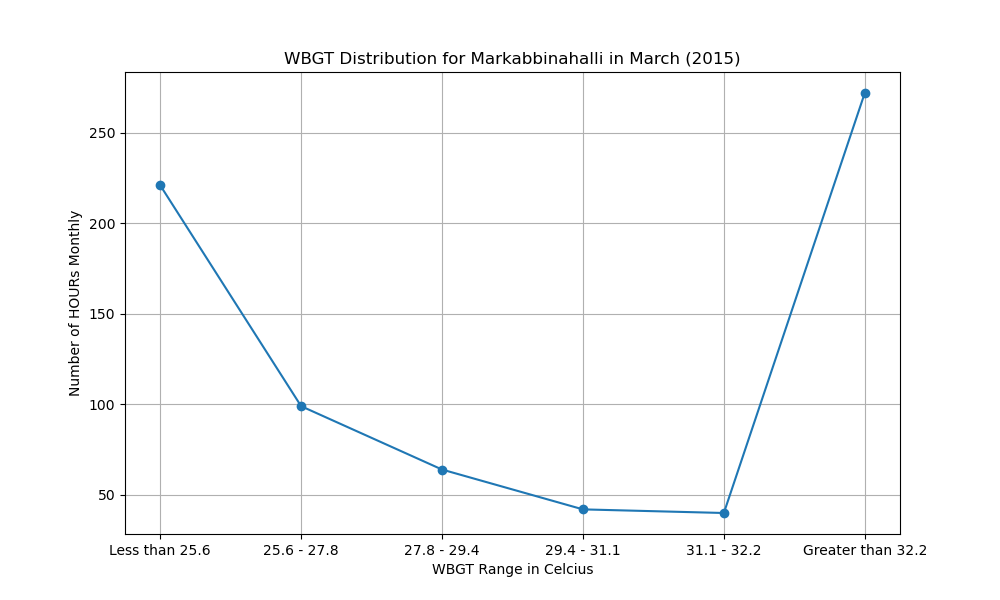 WBGT Distribution for Markabbinahalli in March (2015)
Number of HOURs Monthly
250
200
150
100
50
Less than 25.6
25.6 - 27.8
27.8 - 29.4
29.4 - 31.1
31.1 - 32.2
Greater than 32.2
WBGT Range in Celcius